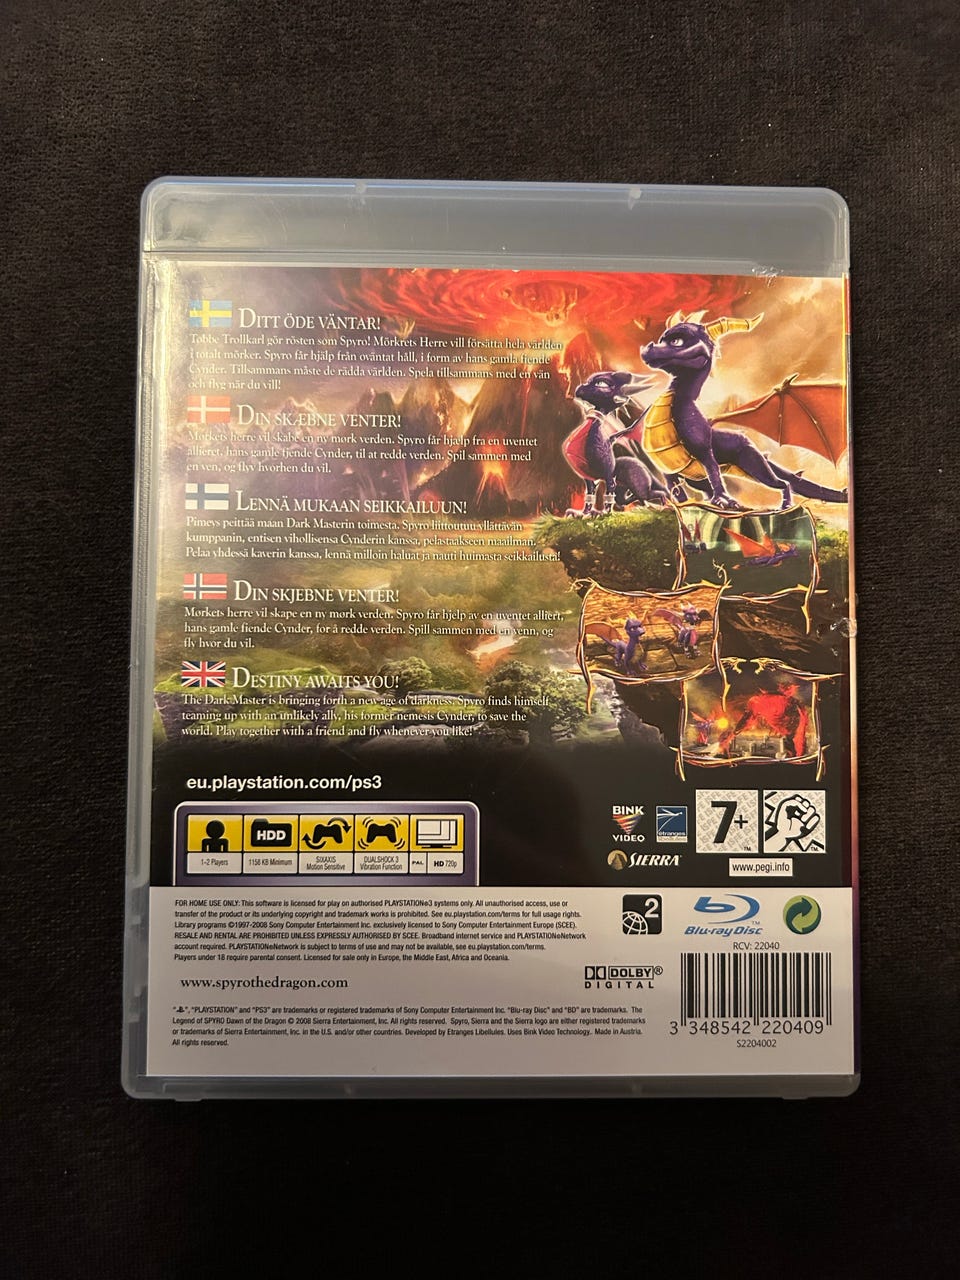 DITT ÖDE VÄNTAR!
Tobbe Trollkarl gör rösten som Spyro! Mörkrets Herre vill försätta hela världen
i totalt mörker. Spyro får hjälp från oväntat håll, i form av hans gamla fiende
Cynder. Tillsammans måste de rädda världen. Spela tillsammans med en vän
och flyg när du vill!
DIN SKÆBNE VENTER!
Mørkets herre vil skabe en ny mørk verden. Spyro får hjælp fra en uventet
allieret, hans gamle fjende Cynder, til at redde verden. Spil sammen med
en ven, og flyv hvorhen du vil.
LENNÄ MUKAAN SEIKKAILUUN!
Pimeys peittää maan Dark Masterin toimesta. Spyro liittoutuu yllättävän
kumppanin, entisen vihollisensa Cynderin kanssa, pelastaakseen maailman.
Pelaa yhdessä kaverin kanssa, lennä milloin haluat ja nauti huimasta seikkailusta!
DIN SKJEBNE VENTER!
Mørkets herre vil skape en ny mørk verden. Spyro får hjelp av en uventet alliert,
hans gamle fiende Cynder, for å redde verden. Spill sammen med en venn, og
fly hvor du vil.
DESTINY AWAITS YOU!
The Dark Master is bringing forth a new age of darkness. Spyro finds himself
teaming up with an unlikely ally, his former nemesis Cynder, to save the
world. Play together with a friend and fly whenever you like!
eu.playstation.com/ps3
HDD
1-2 Players
1158 KB Minimum
SIXAXIS
Motion Sensitive
DUALSHOCK 3
Vibration Function
PAL
HD 720p
BINK
VIDEO
étranges
SIERRA
7+
www.pegi.info
FOR HOME USE ONLY: This software is licensed for play on authorised PLAYSTATION®3 systems only. All unauthorised access, use or
transfer of the product or its underlying copyright and trademark works is prohibited. See eu.playstation.com/terms for full usage rights.
Library programs ©1997-2008 Sony Computer Entertainment Inc. exclusively licensed to Sony Computer Entertainment Europe (SCEE).
RESALE AND RENTAL ARE PROHIBITED UNLESS EXPRESSLY AUTHORISED BY SCEE. Broadband internet service and PLAYSTATION®Network
account required. PLAYSTATION®Network is subject to terms of use and may not be available, see eu.playstation.com/terms.
Players under 18 require parental consent. Licensed for sale only in Europe, the Middle East, Africa and Oceania.
2
Blu-ray Disc
RCV: 22040
www.spyrothedragon.com
DOLBY®
DIGITAL
"PLAYSTATION" and "PS3" are trademarks or registered trademarks of Sony Computer Entertainment Inc. "Blu-ray Disc" and "BD" are trademarks. The
Legend of SPYRO Dawn of the Dragon © 2008 Sierra Entertainment, Inc. All rights reserved. Spyro, Sierra and the Sierra logo are either registered trademarks
or trademarks of Sierra Entertainment, Inc. in the U.S. and/or other countries. Developed by Etranges Libellules. Uses Bink Video Technology. Made in Austria.
All rights reserved.
3 348542 220409
S2204002